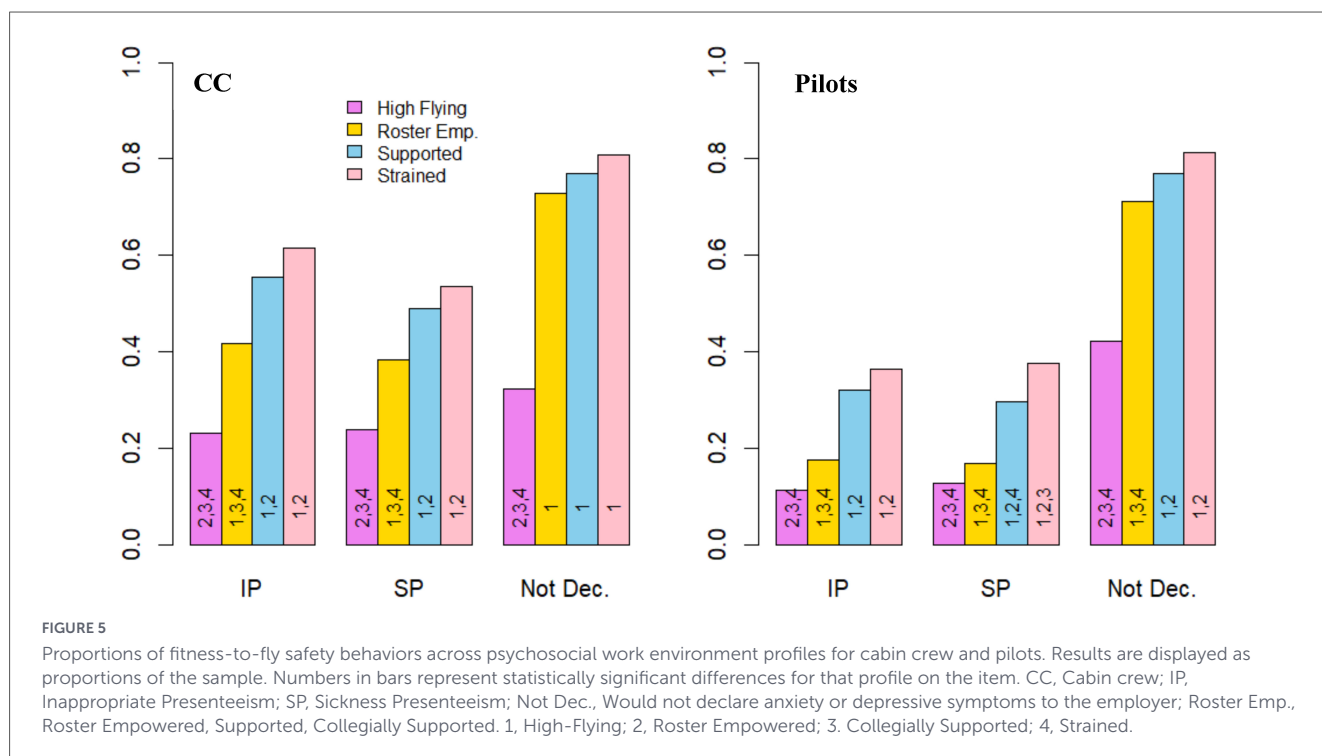 CC
High Flying
Roster Emp.
Supported
Strained
0.0
0.2
0.4
0.6
0.8
1.0
2,3,4
1,3,4
1,2
1,2
2,3,4
1,3,4
1,2
1,2
2,3,4
1
1
1
IP
SP
Not Dec.
Pilots
0.0
0.2
0.4
0.6
0.8
1.0
2,3,4
1,3,4
1,2
1,2
2,3,4
1,3,4
1,2,4
1,2,3
2,3,4
1,3,4
1,2
1,2
IP
SP
Not Dec.
FIGURE 5
Proportions of fitness-to-fly safety behaviors across psychosocial work environment profiles for cabin crew and pilots. Results are displayed as
proportions of the sample. Numbers in bars represent statistically significant differences for that profile on the item. CC, Cabin crew; IP,
Inappropriate Presenteeism; SP, Sickness Presenteeism; Not Dec., Would not declare anxiety or depressive symptoms to the employer; Roster Emp.,
Roster Empowered, Supported, Collegially Supported. 1, High-Flying; 2, Roster Empowered; 3. Collegially Supported; 4, Strained.